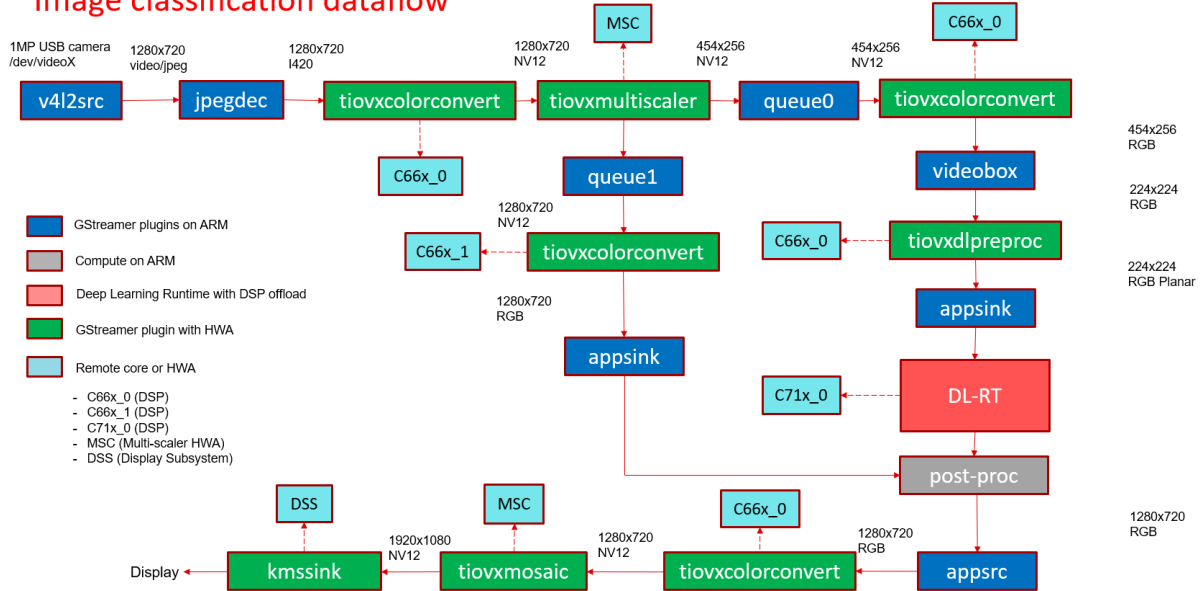 Image classification dataflow
1MP USB camera
/dev/videoX
1280x720
video/jpeg
1280x720
I420
1280x720
NV12
MSC
454x256
NV12
454x256
NV12
C66x_0
v4l2src
jpegdec
tiovxcolorconvert
tiovxmultiscaler
queue0
tiovxcolorconvert
454x256
RGB
C66x_0
queue1
videobox
224x224
RGB
1280x720
NV12
GStreamer plugins on ARM
C66x_1
tiovxcolorconvert
C66x_0
tiovxdlpreproc
Compute on ARM
224x224
RGB Planar
Deep Learning Runtime with DSP offload
1280x720
RGB
appsink
GStreamer plugin with HWA
appsink
Remote core or HWA
- C66x_0 (DSP)
- C66x_1 (DSP)
- C71x_0 (DSP)
- MSC (Multi-scaler HWA)
- DSS (Display Subsystem)
C71x_0
DL-RT
post-proc
DSS
MSC
C66x_0
1280x720
RGB
1920x1080
NV12
1280x720
NV12
1280x720
RGB
Display
kmssink
tiovxmosaic
tiovxcolorconvert
appsrc